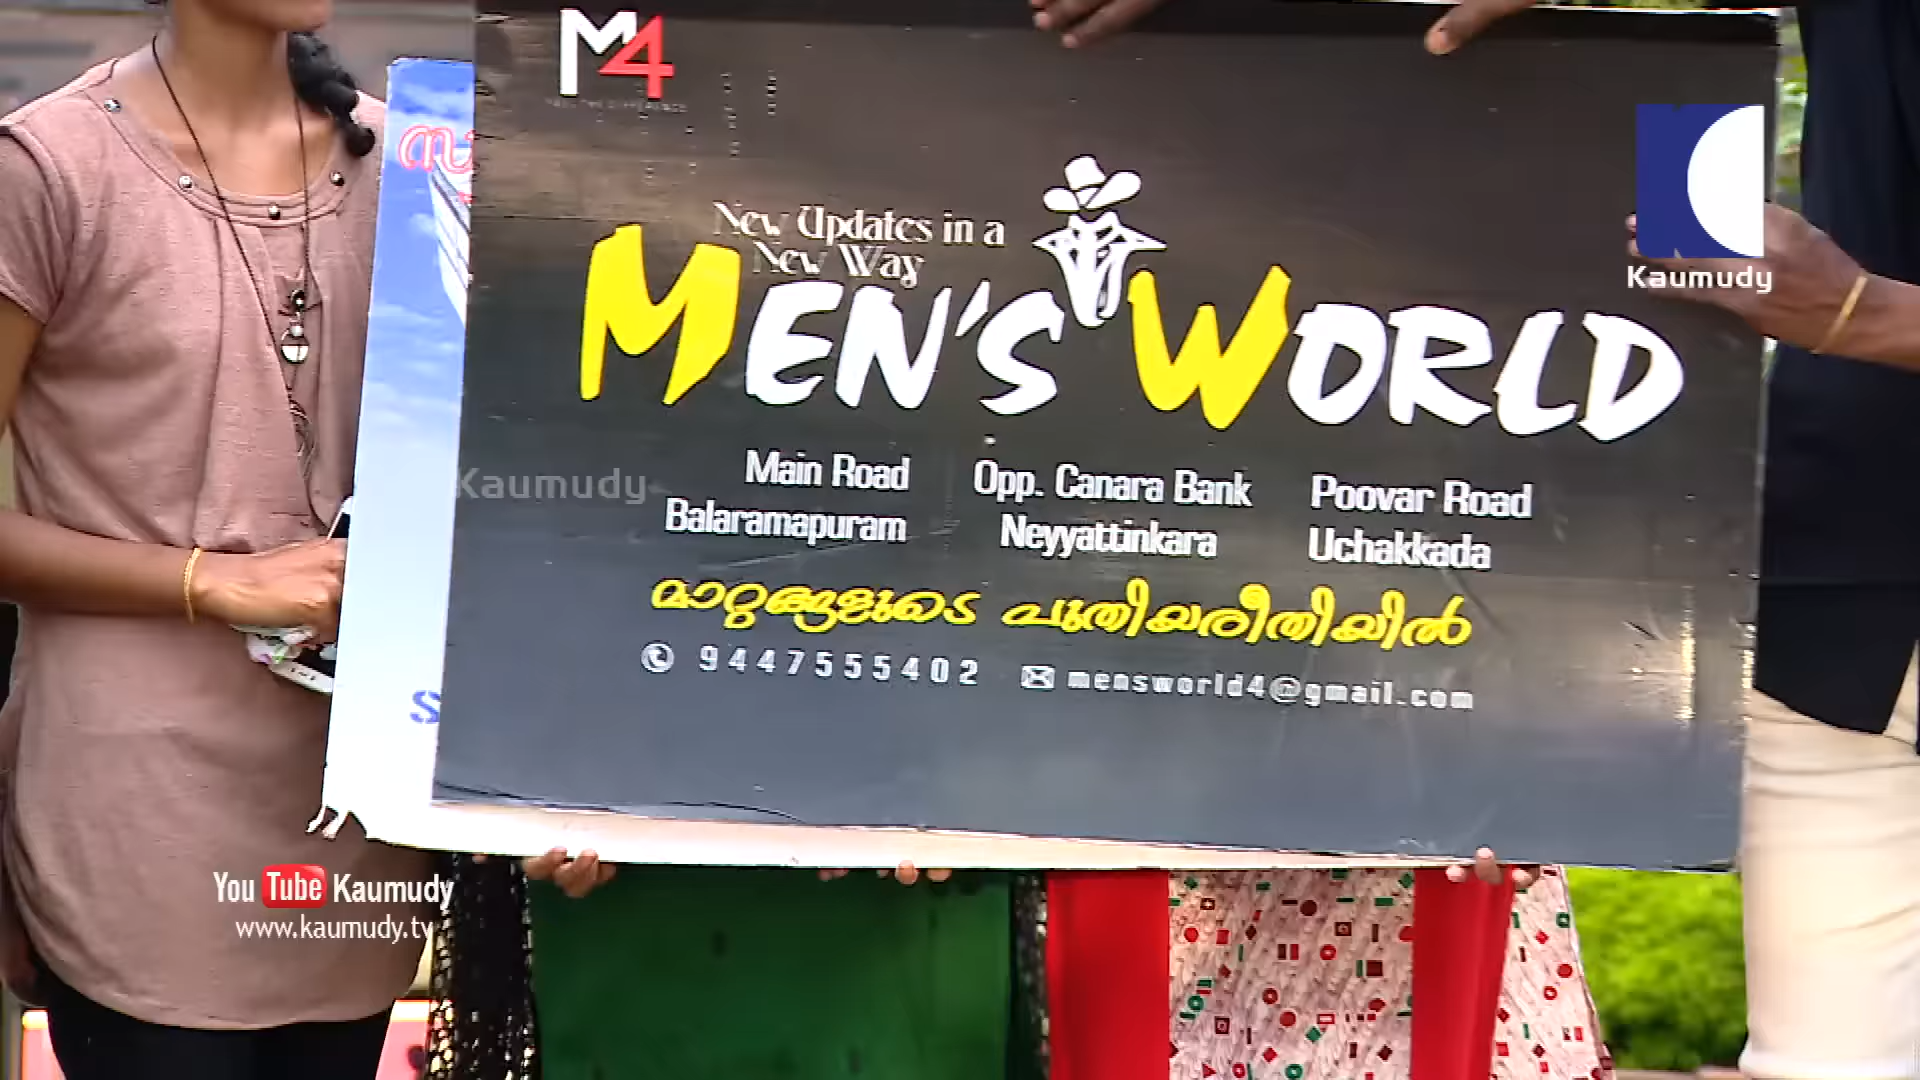 M4
New Updates in a
New Way
MEN'S WORLD
Main Road
Balaramapuram
Opp. Canara Bank
Neyyattinkara
Poovar Road
Uchakkada
മാറ്റങ്ങളുടെ പുതിയരീതിയിൽ
9447555402 mensworld4@gmail.com
Kaumudy
Kaumudy
You Tube Kaumudy
www.kaumudy.tv